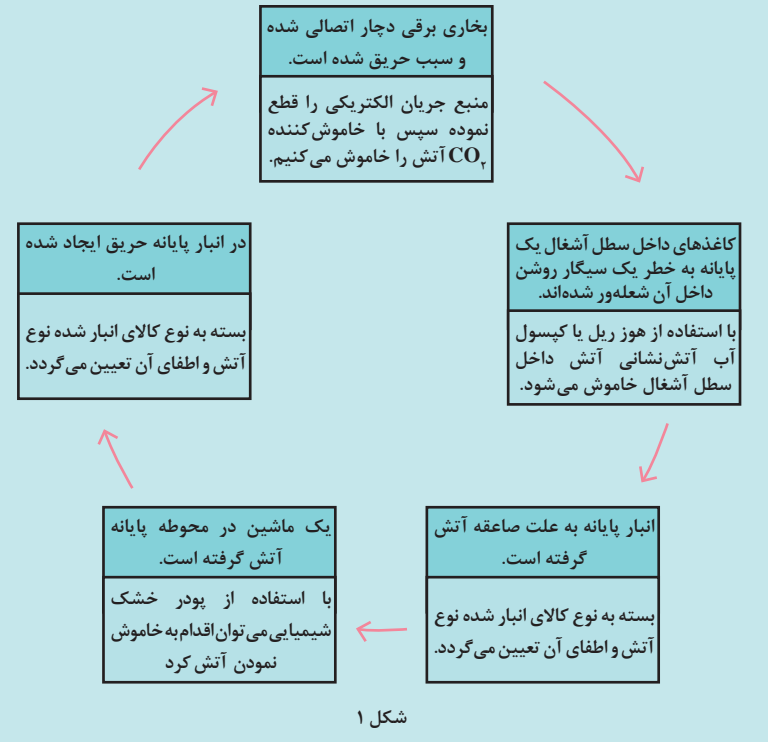 بخاری برقی دچار اتصالی شده
و سبب حریق شده است.
منبع جریان الکتریکی را قطع
نموده سپس با خاموش‌کننده
CO۲ آتش را خاموش می‌کنیم.
کاغذهای داخل سطل آشغال یک
پایانه به خطر یک سیگار روشن
داخل آن شعله‌ور شده‌اند.
با استفاده از هوز ریل یا کپسول
آب آتش‌نشانی آتش داخل
سطل آشغال خاموش می‌شود.
انبار پایانه به علت صاعقه آتش
گرفته است.
بسته به نوع کالای انبار شده نوع
آتش و اطفای آن تعیین می‌گردد.
یک ماشین در محوطه پایانه
آتش گرفته است.
با استفاده از پودر خشک
شیمیایی می‌توان اقدام به خاموش
نمودن آتش کرد
در انبار پایانه حریق ایجاد شده
است.
بسته به نوع کالای انبار شده نوع
آتش و اطفای آن تعیین می‌گردد.
شکل ۱